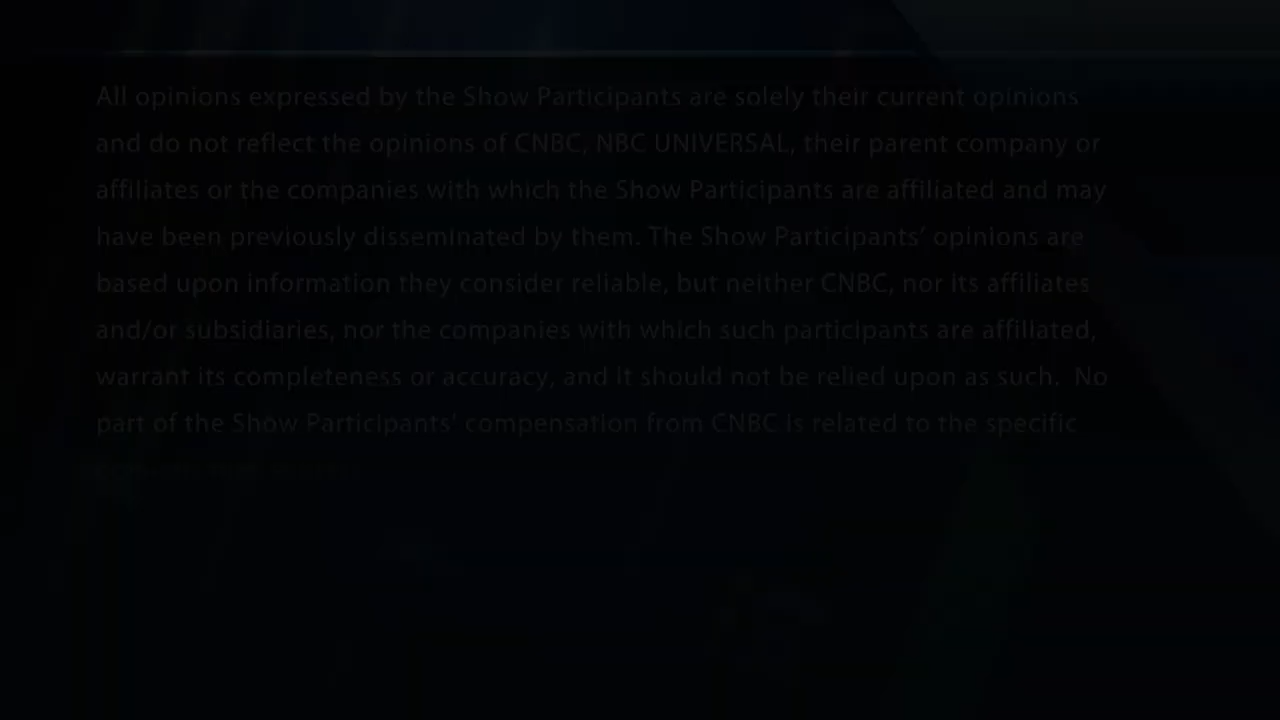 All opinions expressed by the Show Participants are solely their current opinions
and do not reflect the opinions of CNBC, NBC UNIVERSAL, their parent company or
affiliates or the companies with which the Show Participants are affiliated and may
have been previously disseminated by them. The Show Participants’ opinions are
based upon information they consider reliable, but neither CNBC, nor its affiliates
and/or subsidiaries, nor the companies with which such participants are affiliated,
warrant its completeness or accuracy, and it should not be relied upon as such.  No
part of the Show Participants’ compensation from CNBC is related to the specific